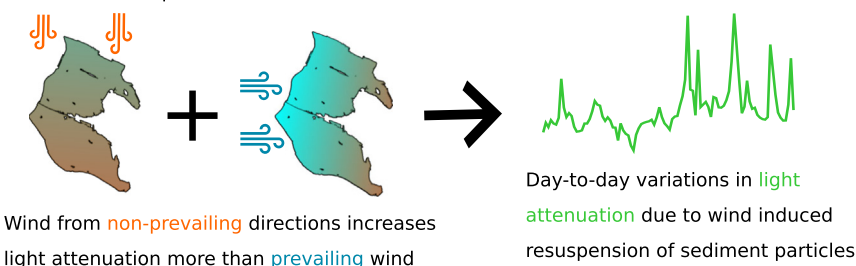 Wind from non-prevailing directions increases
light attenuation more than prevailing wind
Day-to-day variations in light
attenuation due to wind induced
resuspension of sediment particles